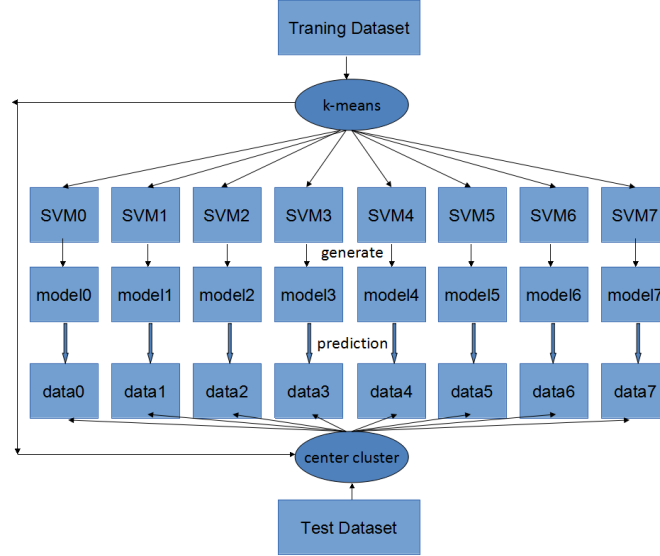 Traning Dataset
k-means
SVM0 SVM1 SVM2 SVM3 SVM4 SVM5 SVM6 SVM7
generate
model0 model1 model2 model3 model4 model5 model6 model7
prediction
data0 data1 data2 data3 data4 data5 data6 data7
center cluster
Test Dataset